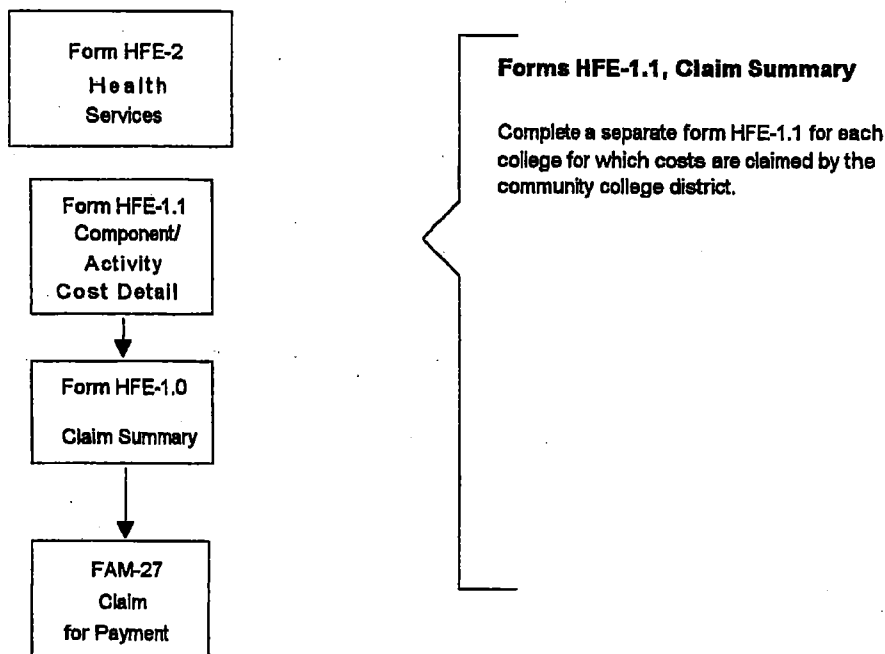 Form HFE-2
Health
Services
Form HFE-1.1
Component/
Activity
Cost Detail
Form HFE-1.0
Claim Summary
FAM-27
Claim
for Payment
Forms HFE-1.1, Claim Summary
Complete a separate form HFE-1.1 for each
college for which costs are claimed by the
community college district.